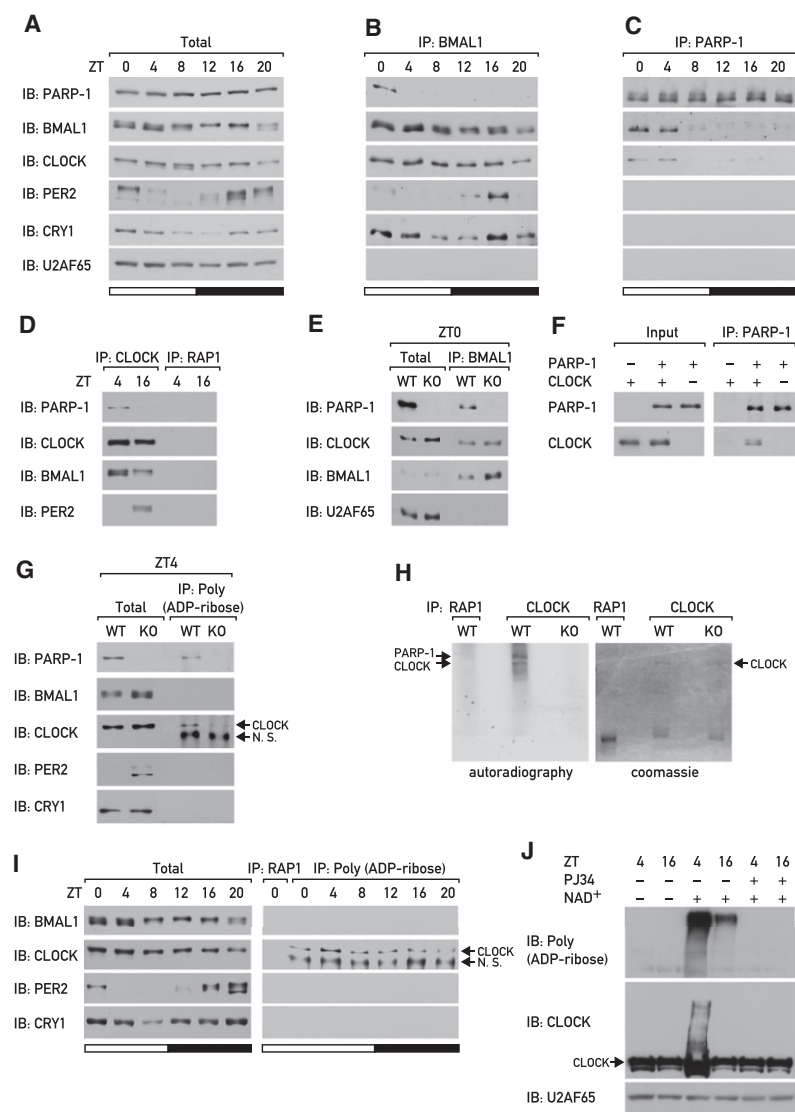 A
Total
ZT 0 4 8 12 16 20
IB: PARP-1
IB: BMAL1
IB: CLOCK
IB: PER2
IB: CRY1
IB: U2AF65
B
IP: BMAL1
0 4 8 12 16 20
C
IP: PARP-1
0 4 8 12 16 20
D
IP: CLOCK IP: RAP1
ZT 4 16 4 16
IB: PARP-1
IB: CLOCK
IB: BMAL1
IB: PER2
E
ZT0
Total IP: BMAL1
WT KO WT KO
IB: PARP-1
IB: CLOCK
IB: BMAL1
IB: U2AF65
F
Input IP: PARP-1
PARP-1 – + + – + +
CLOCK + + – + + –
PARP-1
CLOCK
G
ZT4
IP: Poly
Total (ADP-ribose)
WT KO WT KO
IB: PARP-1
IB: BMAL1
IB: CLOCK
CLOCK
N. S.
IB: PER2
IB: CRY1
H
IP: RAP1 CLOCK RAP1 CLOCK
WT WT KO WT WT KO
PARP-1
CLOCK
CLOCK
autoradiography coomassie
I
Total IP: RAP1 IP: Poly (ADP-ribose)
ZT 0 4 8 12 16 20 0 0 4 8 12 16 20
IB: BMAL1
IB: CLOCK
CLOCK
N. S.
IB: PER2
IB: CRY1
J
ZT 4 16 4 16 4 16
PJ34 – – – – + +
NAD+ – – + + + +
IB: Poly
(ADP-ribose)
IB: CLOCK
CLOCK
IB: U2AF65